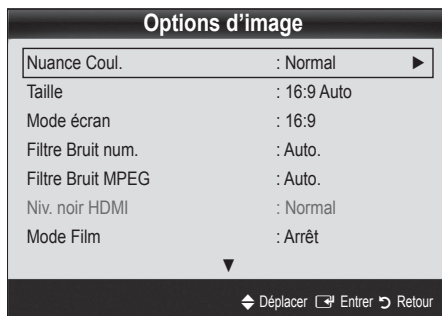 Options d'image
Nuance Coul. : Normal ▶
Taille : 16:9 Auto
Mode écran : 16:9
Filtre Bruit num. : Auto.
Filtre Bruit MPEG : Auto.
Niv. noir HDMI : Normal
Mode Film : Arrêt
▼
Déplacer Entrer Retour